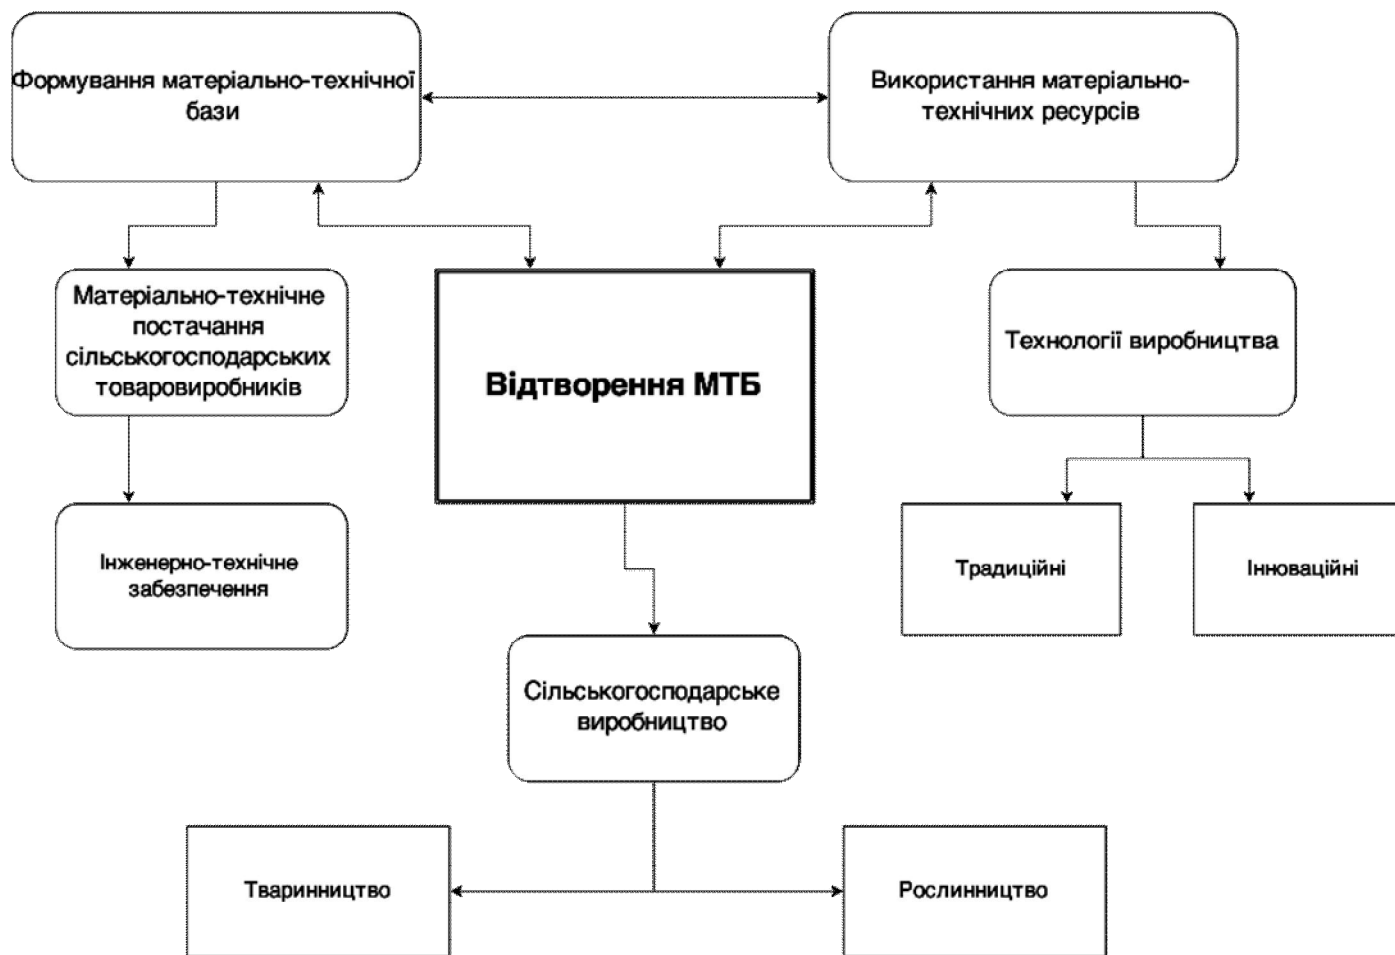 Формування матеріально-технічної
бази
Використання матеріально-
технічних ресурсів
Матеріально-технічне
постачання
сільськогосподарських
товаровиробників
Відтворення МТБ
Технології виробництва
Інженерно-технічне
забезпечення
Традиційні
Інноваційні
Сільськогосподарське
виробництво
Тваринництво
Рослинництво